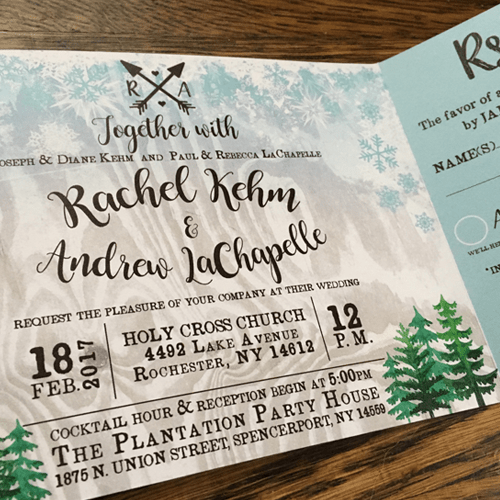 R A
Together with
Joseph & Diane Kehm and Paul & Rebecca LaChapelle
Rachel Kehm
&
Andrew LaChapelle
request the pleasure of your company at their wedding
18
FEB. 2017
Holy Cross Church
4492 Lake Avenue
Rochester, NY 14612
12
P.M.
cocktail hour & reception begin at 5:00pm
The Plantation Party House
1875 N. Union Street, Spencerport, NY 14559
The favor of a
by JA
NAME(S)